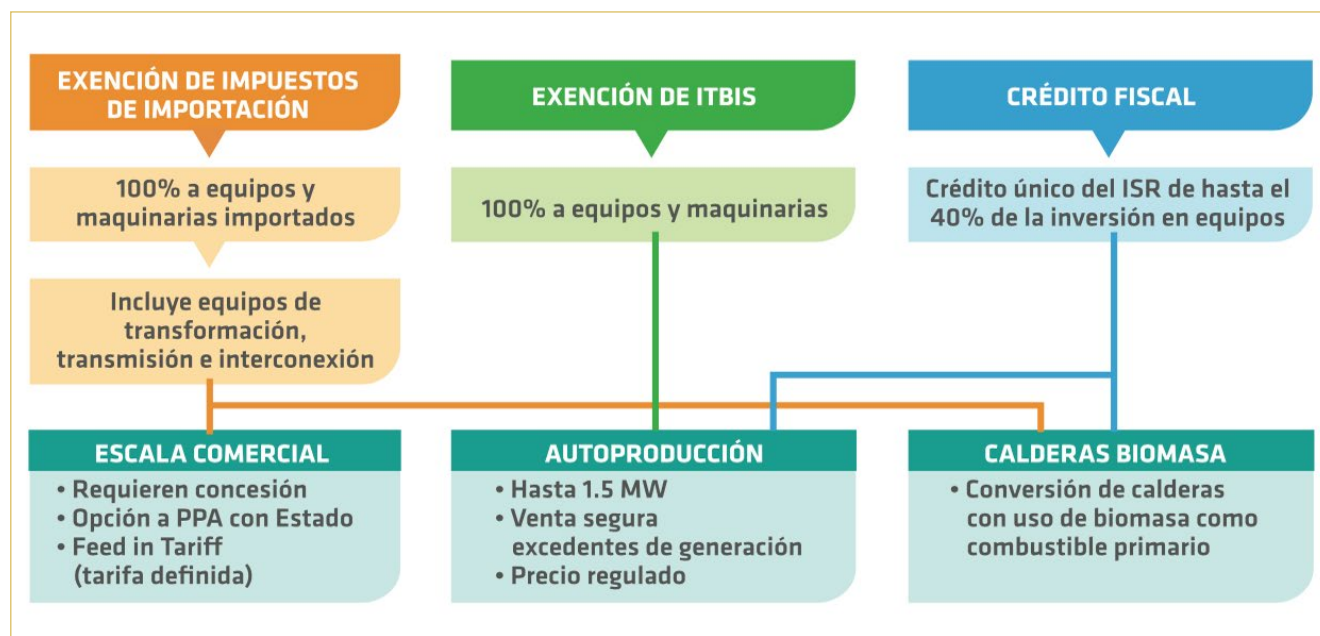 EXENCIÓN DE IMPUESTOS
DE IMPORTACIÓN
100% a equipos y
maquinarias importados
Incluye equipos de
transformación,
transmisión e interconexión
EXENCIÓN DE ITBIS
100% a equipos y maquinarias
CRÉDITO FISCAL
Crédito único del ISR de hasta el
40% de la inversión en equipos
ESCALA COMERCIAL
• Requieren concesión
• Opción a PPA con Estado
• Feed in Tariff
(tarifa definida)
AUTOPRODUCCIÓN
• Hasta 1.5 MW
• Venta segura
excedentes de generación
• Precio regulado
CALDERAS BIOMASA
• Conversión de calderas
con uso de biomasa como
combustible primario